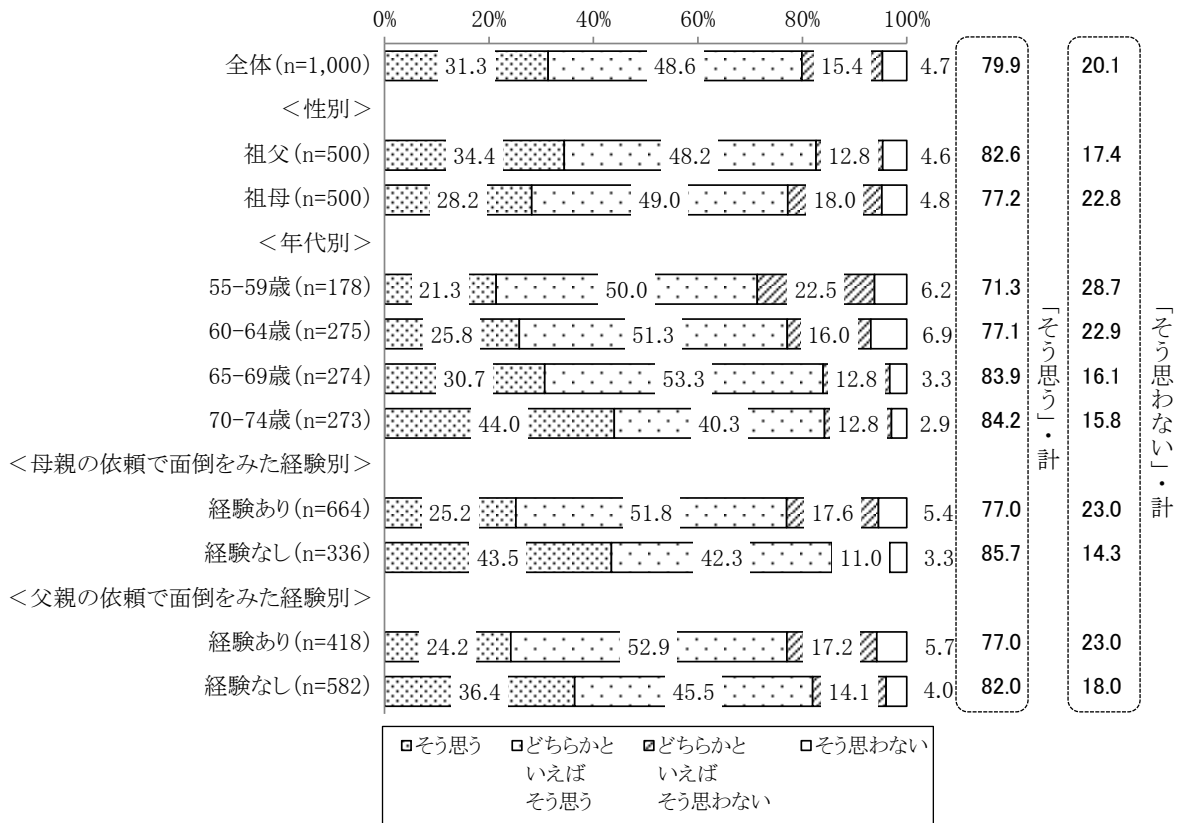 0% 20% 40% 60% 80% 100%
全体(n=1,000) 31.3 48.6 15.4 4.7 79.9 20.1
＜性別＞
祖父(n=500) 34.4 48.2 12.8 4.6 82.6 17.4
祖母(n=500) 28.2 49.0 18.0 4.8 77.2 22.8
＜年代別＞
55-59歳(n=178) 21.3 50.0 22.5 6.2 71.3 28.7
60-64歳(n=275) 25.8 51.3 16.0 6.9 77.1 22.9
65-69歳(n=274) 30.7 53.3 12.8 3.3 83.9 16.1
70-74歳(n=273) 44.0 40.3 12.8 2.9 84.2 15.8
＜母親の依頼で面倒をみた経験別＞
経験あり(n=664) 25.2 51.8 17.6 5.4 77.0 23.0
経験なし(n=336) 43.5 42.3 11.0 3.3 85.7 14.3
＜父親の依頼で面倒をみた経験別＞
経験あり(n=418) 24.2 52.9 17.2 5.7 77.0 23.0
経験なし(n=582) 36.4 45.5 14.1 4.0 82.0 18.0
「そう思う」・計
「そう思わない」・計
そう思う
どちらかと
いえば
そう思う
どちらかと
いえば
そう思わない
そう思わない